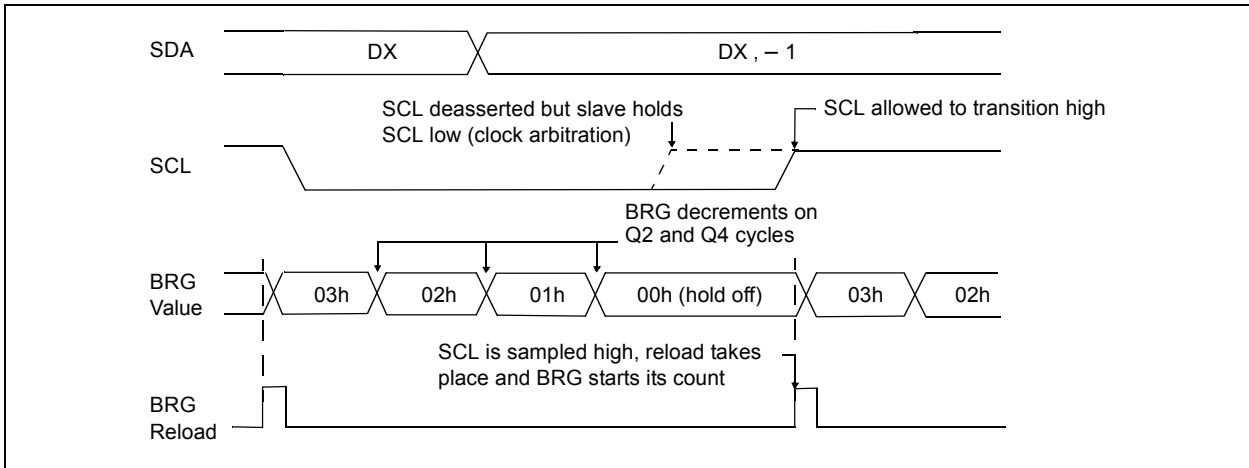 SDA
DX
DX , – 1
SCL deasserted but slave holds
SCL low (clock arbitration)
SCL allowed to transition high
SCL
BRG decrements on
Q2 and Q4 cycles
BRG
Value
03h
02h
01h
00h (hold off)
03h
02h
SCL is sampled high, reload takes
place and BRG starts its count
BRG
Reload